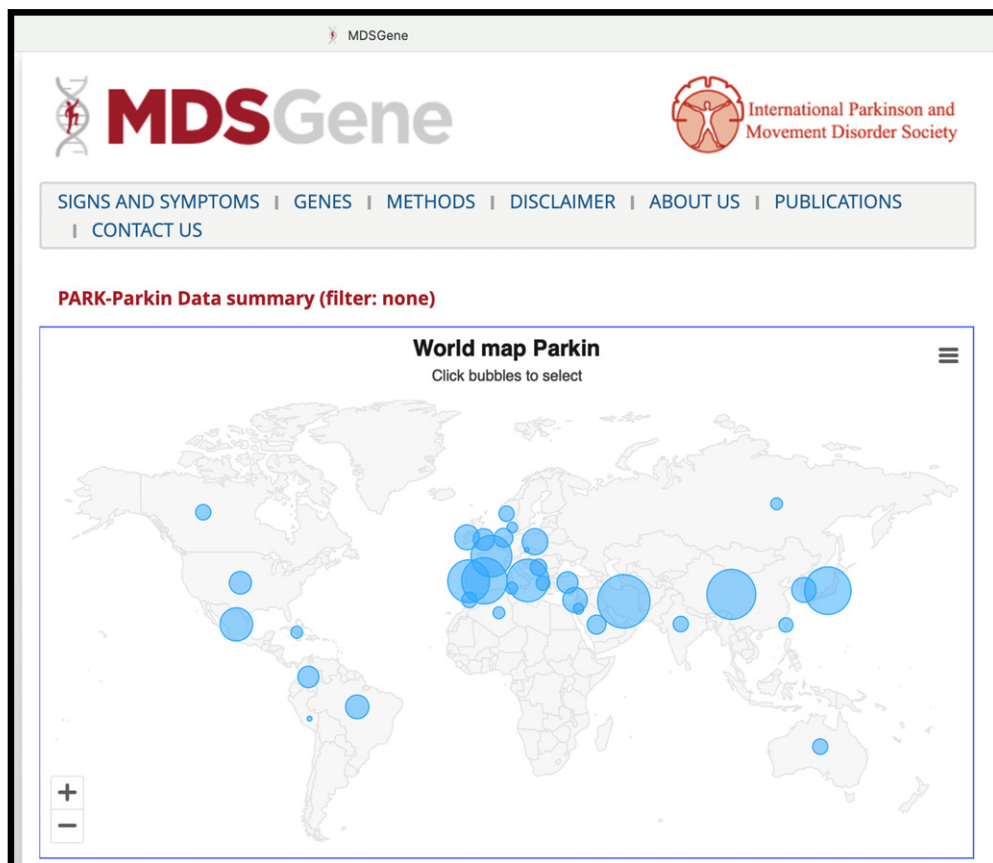 MDSGene
MDSGene
International Parkinson and
Movement Disorder Society
SIGNS AND SYMPTOMS | GENES | METHODS | DISCLAIMER | ABOUT US | PUBLICATIONS
| CONTACT US
PARK-Parkin Data summary (filter: none)
World map Parkin
Click bubbles to select
+
−